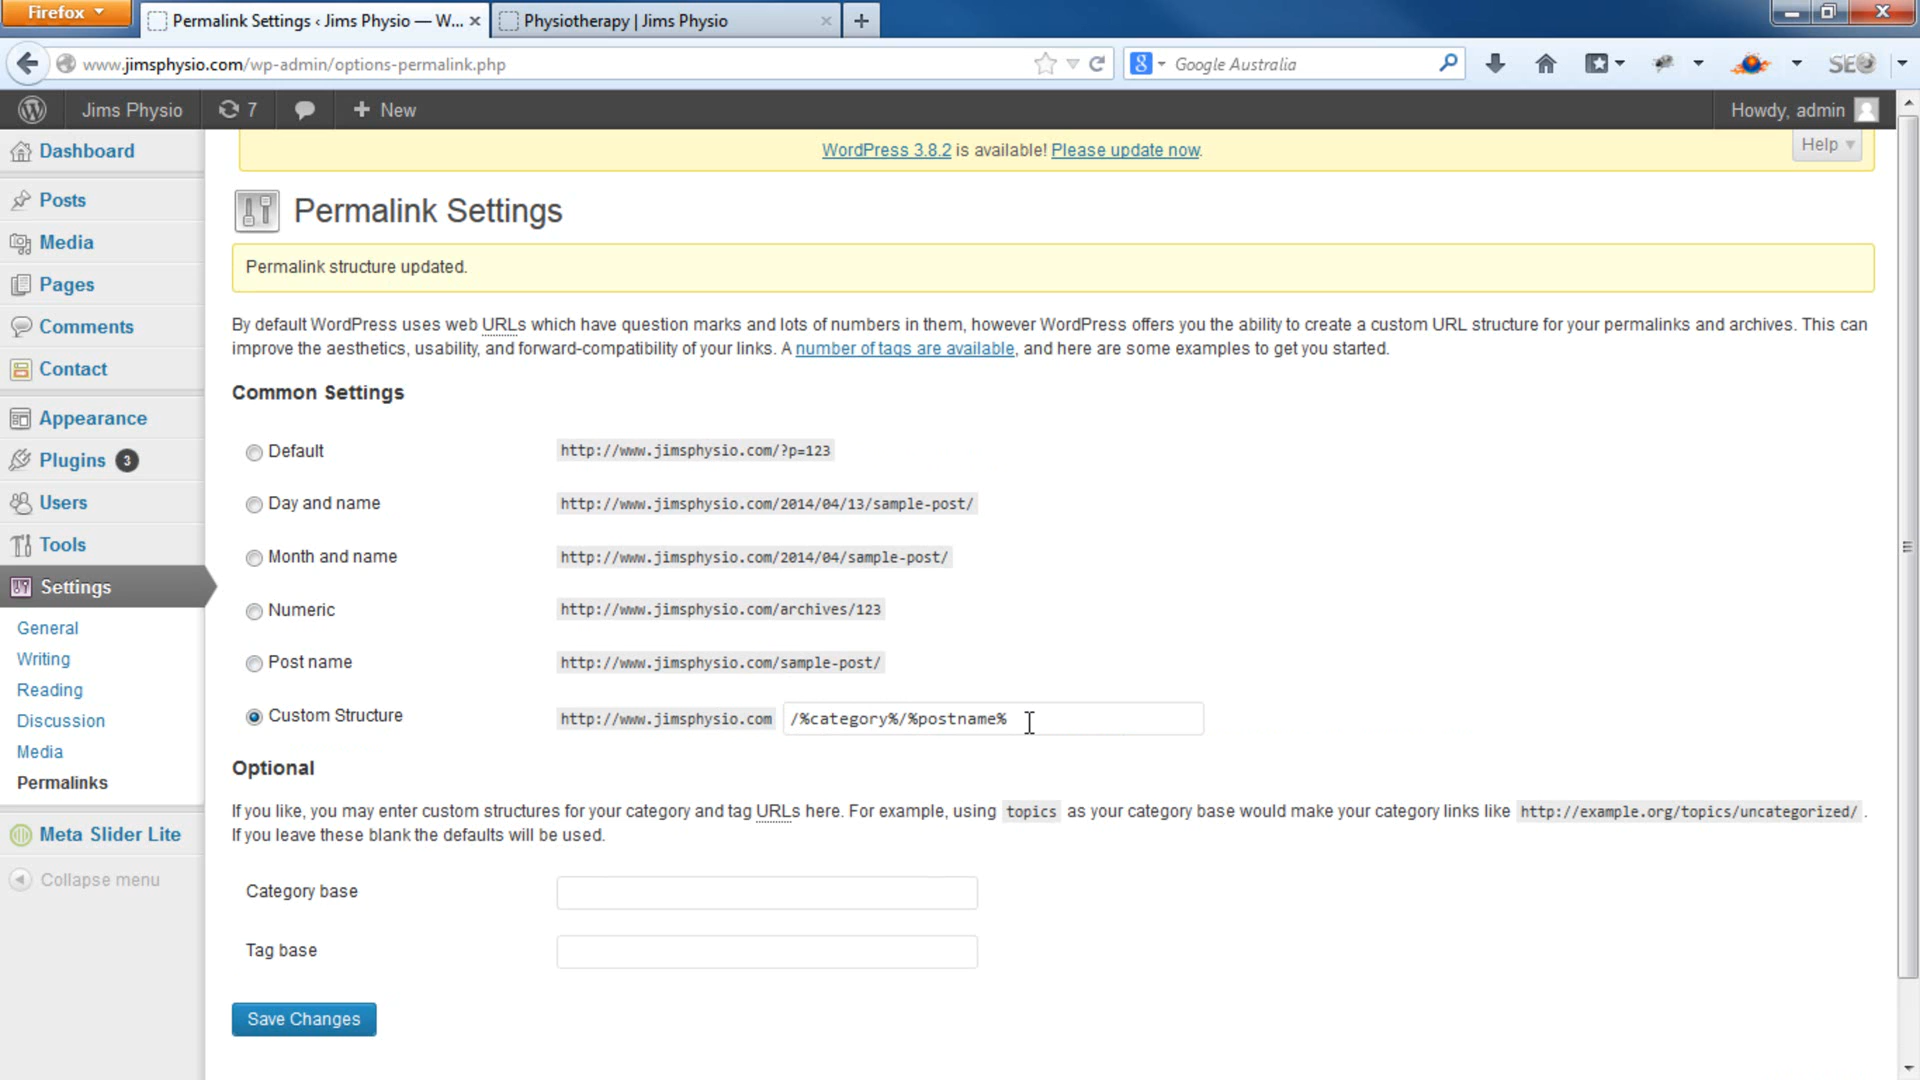 Firefox
Permalink Settings ‹ Jims Physio — W...
Physiotherapy | Jims Physio
www.jimsphysio.com/wp-admin/options-permalink.php
8
Google Australia
SEO
Jims Physio
7
New
Howdy, admin
Help
WordPress 3.8.2 is available! Please update now.
Dashboard
Posts
Media
Pages
Comments
Contact
Appearance
Plugins 3
Users
Tools
Settings
General
Writing
Reading
Discussion
Media
Permalinks
Meta Slider Lite
Collapse menu
Permalink Settings
Permalink structure updated.
By default WordPress uses web URLs which have question marks and lots of numbers in them, however WordPress offers you the ability to create a custom URL structure for your permalinks and archives. This can
improve the aesthetics, usability, and forward-compatibility of your links. A number of tags are available, and here are some examples to get you started.
Common Settings
Default http://www.jimsphysio.com/?p=123
Day and name http://www.jimsphysio.com/2014/04/13/sample-post/
Month and name http://www.jimsphysio.com/2014/04/sample-post/
Numeric http://www.jimsphysio.com/archives/123
Post name http://www.jimsphysio.com/sample-post/
Custom Structure http://www.jimsphysio.com /%category%/%postname%
Optional
If you like, you may enter custom structures for your category and tag URLs here. For example, using topics as your category base would make your category links like http://example.org/topics/uncategorized/ .
If you leave these blank the defaults will be used.
Category base
Tag base
Save Changes